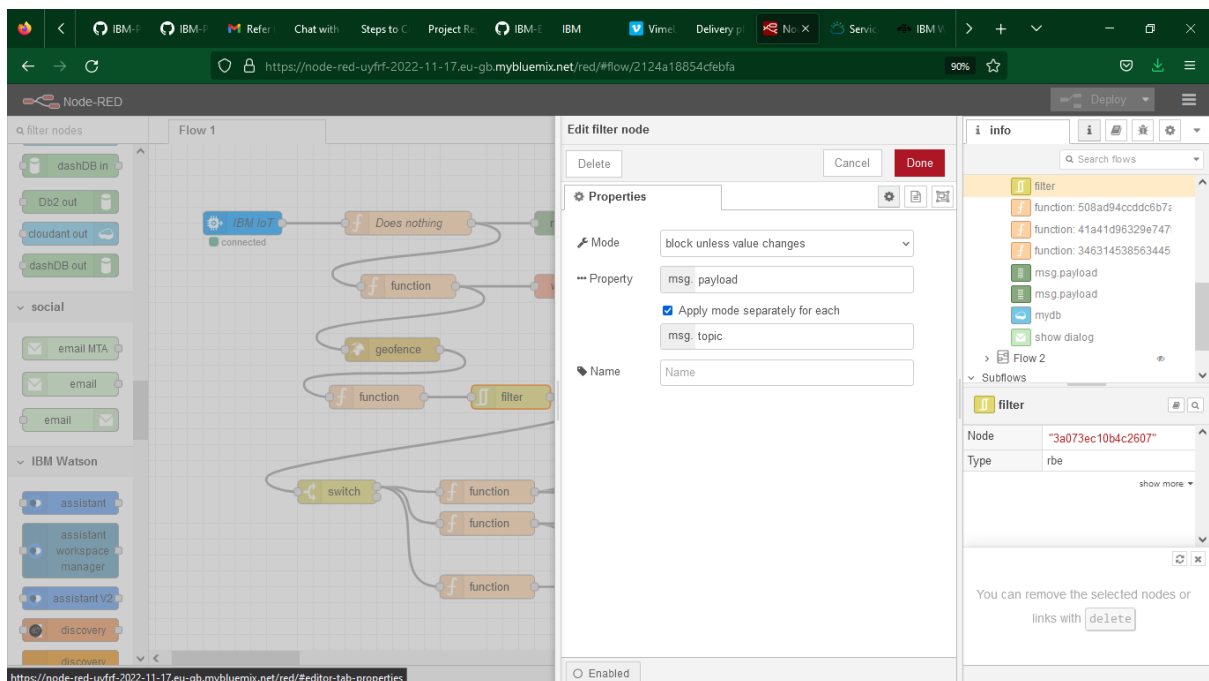 IBM-P
IBM-P
Refer
Chat with
Steps to C
Project Re
IBM-E
IBM
Vimeo
Delivery pl
No
Servic
IBM W
https://node-red-uyfrf-2022-11-17.eu-gb.mybluemix.net/red/#flow/2124a18854cfebfa
90%
Node-RED
Deploy
filter nodes
dashDB in
Db2 out
cloudant out
dashDB out
social
email MTA
email
email
IBM Watson
assistant
assistant
workspace
manager
assistant V2
discovery
discovery
Flow 1
IBM IoT
connected
Does nothing
function
geofence
function
filter
switch
function
function
function
Edit filter node
Delete
Cancel
Done
Properties
Mode
block unless value changes
Property
msg. payload
Apply mode separately for each
msg. topic
Name
Name
Enabled
info
i
Search flows
filter
function: 508ad94ccddc6b7a
function: 41a41d96329e747
function: 346314538563445
msg.payload
msg.payload
mydb
show dialog
Flow 2
Subflows
filter
Node "3a073ec10b4c2607"
Type rbe
show more
You can remove the selected nodes or
links with delete
https://node-red-uyfrf-2022-11-17.eu-gb.mybluemix.net/red/#editor-tab-properties